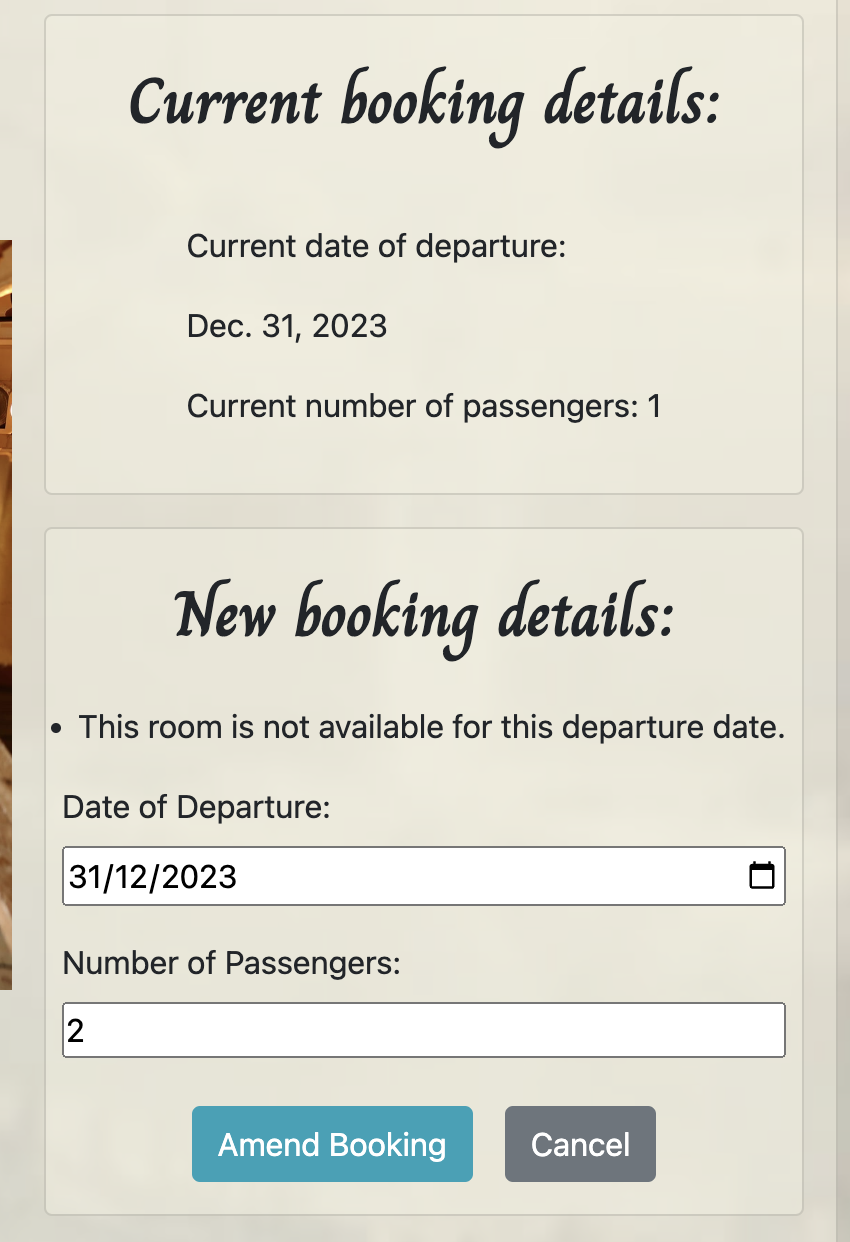 Current booking details:
Current date of departure:
Dec. 31, 2023
Current number of passengers: 1
New booking details:
• This room is not available for this departure date.
Date of Departure:
31/12/2023
Number of Passengers:
2
Amend Booking Cancel